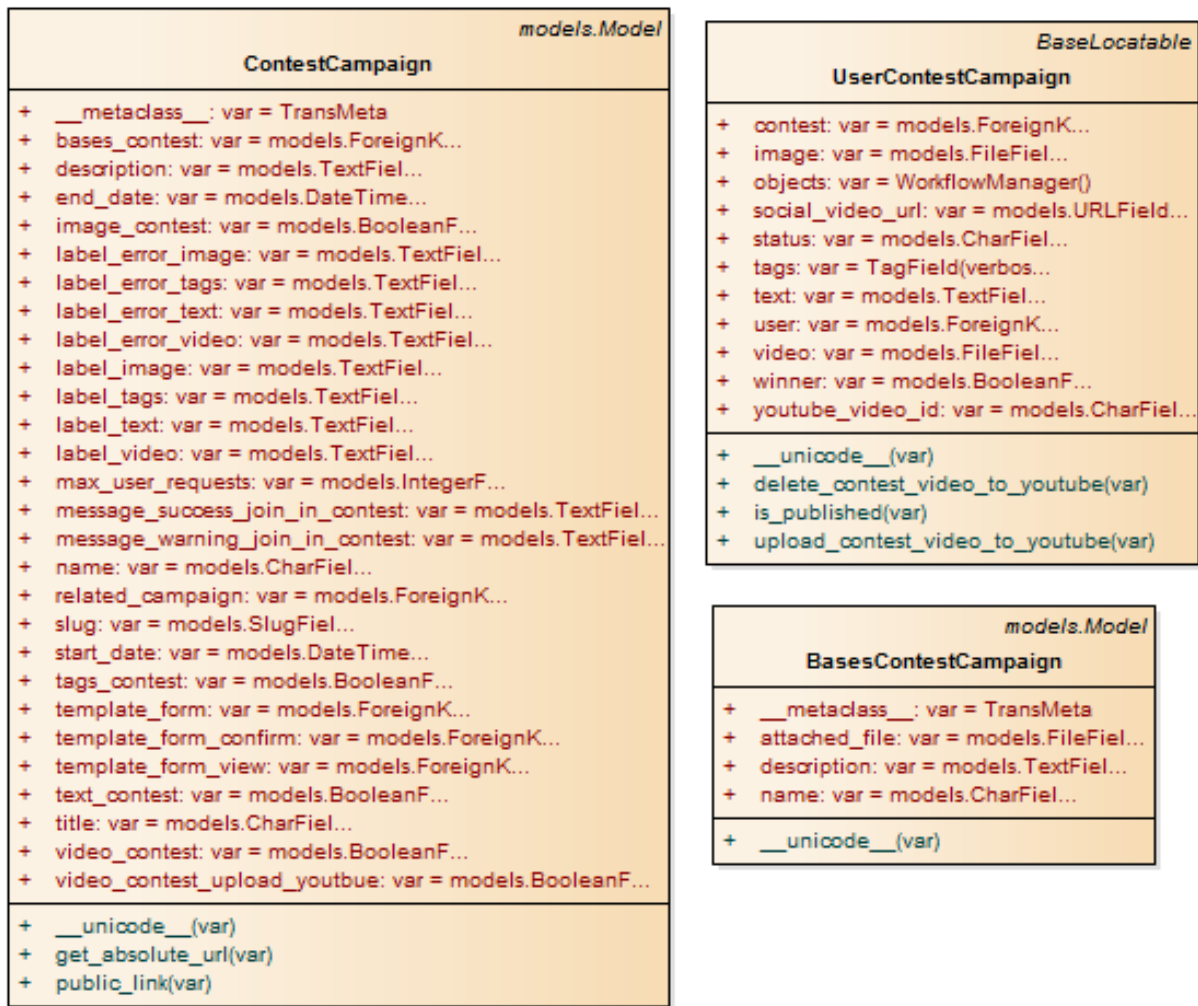 models.Model
ContestCampaign
+ __metaclass__: var = TransMeta
+ bases_contest: var = models.ForeignK...
+ description: var = models.TextFiel...
+ end_date: var = models.DateTime...
+ image_contest: var = models.BooleanF...
+ label_error_image: var = models.TextFiel...
+ label_error_tags: var = models.TextFiel...
+ label_error_text: var = models.TextFiel...
+ label_error_video: var = models.TextFiel...
+ label_image: var = models.TextFiel...
+ label_tags: var = models.TextFiel...
+ label_text: var = models.TextFiel...
+ label_video: var = models.TextFiel...
+ max_user_requests: var = models.IntegerF...
+ message_success_join_in_contest: var = models.TextFiel...
+ message_warning_join_in_contest: var = models.TextFiel...
+ name: var = models.CharFiel...
+ related_campaign: var = models.ForeignK...
+ slug: var = models.SlugFiel...
+ start_date: var = models.DateTime...
+ tags_contest: var = models.BooleanF...
+ template_form: var = models.ForeignK...
+ template_form_confirm: var = models.ForeignK...
+ template_form_view: var = models.ForeignK...
+ text_contest: var = models.BooleanF...
+ title: var = models.CharFiel...
+ video_contest: var = models.BooleanF...
+ video_contest_upload_youtbue: var = models.BooleanF...
+ __unicode__(var)
+ get_absolute_url(var)
+ public_link(var)
BaseLocatable
UserContestCampaign
+ contest: var = models.ForeignK...
+ image: var = models.FileFiel...
+ objects: var = WorkflowManager()
+ social_video_url: var = models.URLField...
+ status: var = models.CharFiel...
+ tags: var = TagField(verbos...
+ text: var = models.TextFiel...
+ user: var = models.ForeignK...
+ video: var = models.FileFiel...
+ winner: var = models.BooleanF...
+ youtube_video_id: var = models.CharFiel...
+ __unicode__(var)
+ delete_contest_video_to_youtube(var)
+ is_published(var)
+ upload_contest_video_to_youtube(var)
models.Model
BasesContestCampaign
+ __metaclass__: var = TransMeta
+ attached_file: var = models.FileFiel...
+ description: var = models.TextFiel...
+ name: var = models.CharFiel...
+ __unicode__(var)